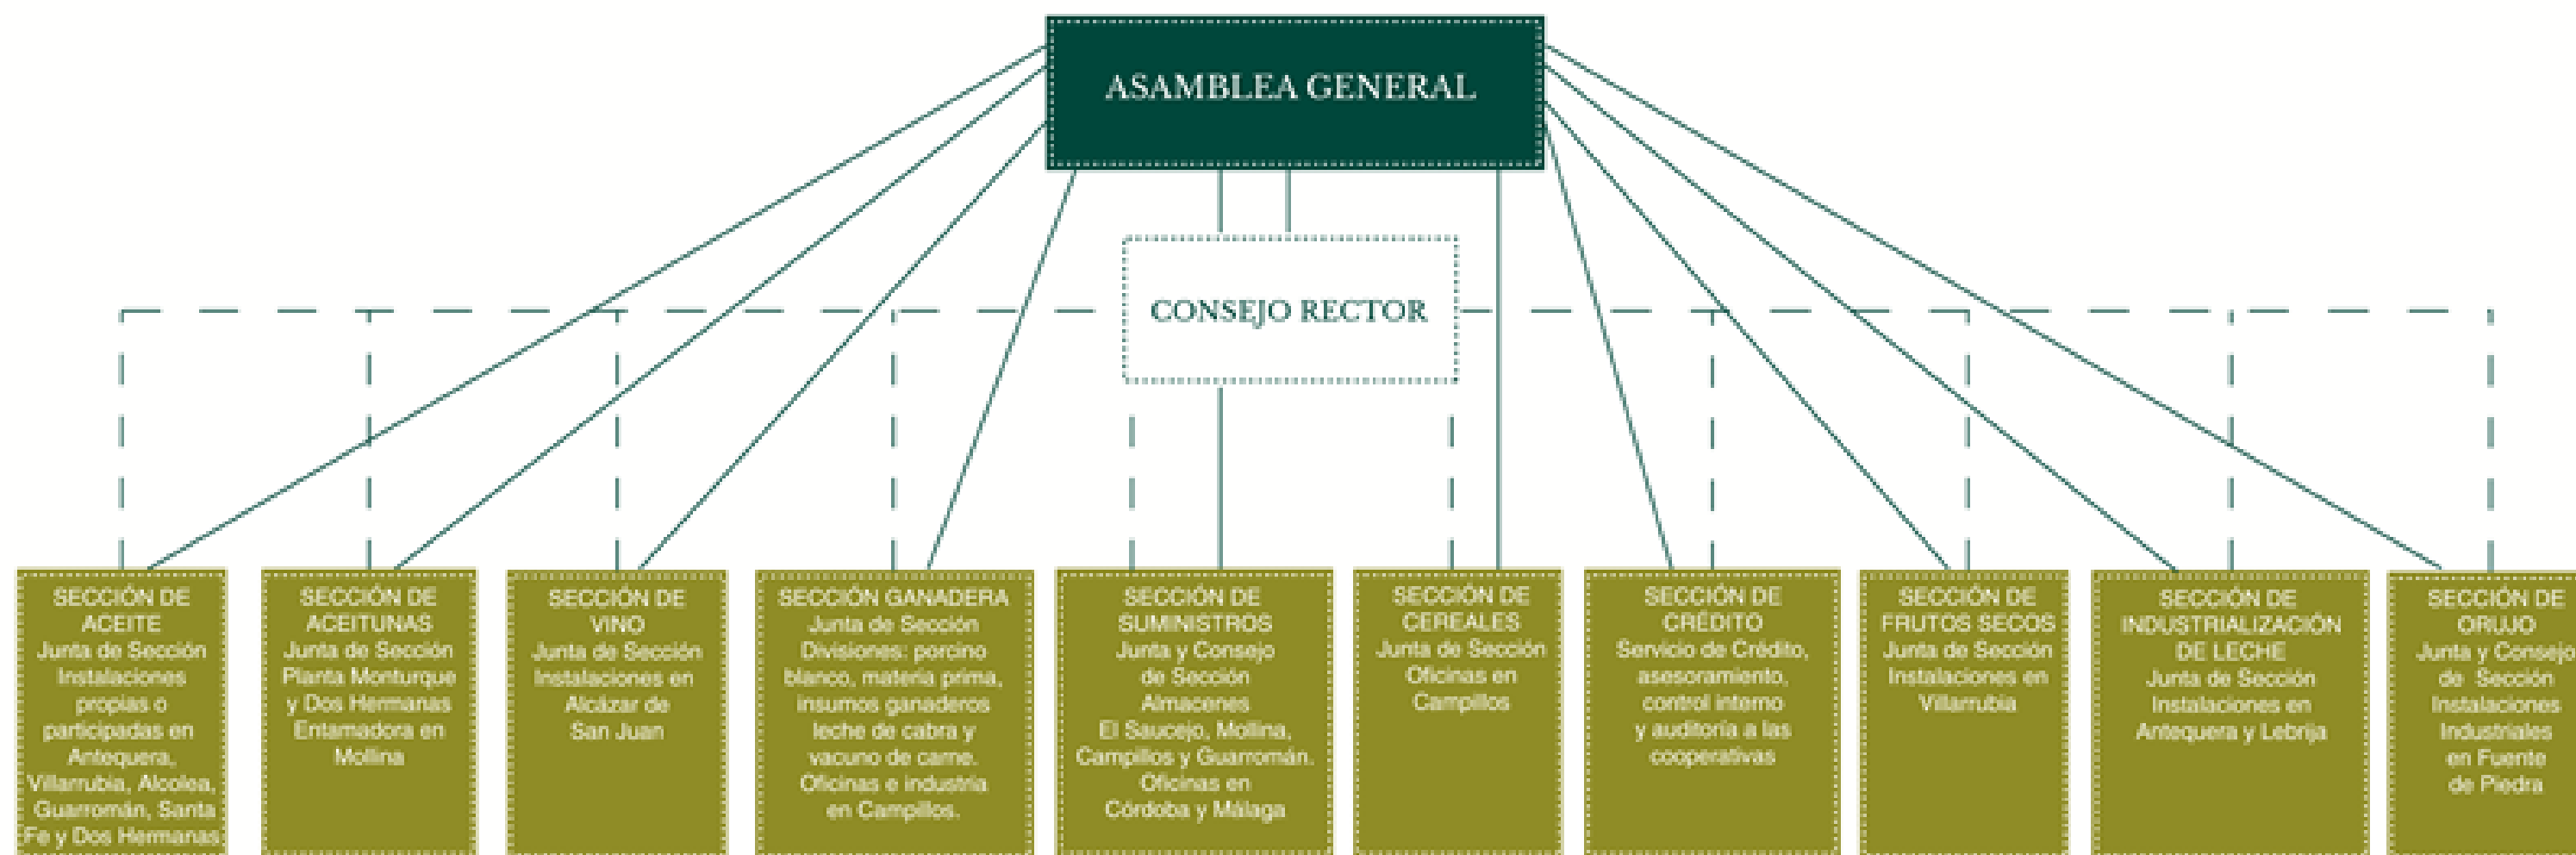 ASAMBLEA GENERAL
CONSEJO RECTOR
SECCIÓN DE
ACEITE
Junta de Sección
Instalaciones
propias o
participadas en
Antequera,
Villarrubia, Alcolea,
Guarromán, Santa
Fe y Dos Hermanas
SECCIÓN DE
ACEITUNAS
Junta de Sección
Planta Monturque
y Dos Hermanas
Entamadora en
Mollina
SECCIÓN DE
VINO
Junta de Sección
Instalaciones en
Alcázar de
San Juan
SECCIÓN GANADERA
Junta de Sección
Divisiones: porcino
blanco, materia prima,
insumos ganaderos
leche de cabra y
vacuno de carne.
Oficinas e industria
en Campillos.
SECCIÓN DE
SUMINISTROS
Junta y Consejo
de Sección
Almacenes
El Saucejo, Mollina,
Campillos y Guarromán.
Oficinas en
Córdoba y Málaga
SECCIÓN DE
CEREALES
Junta de Sección
Oficinas en
Campillos
SECCIÓN DE
CRÉDITO
Servicio de Crédito,
asesoramiento,
control interno
y auditoría a las
cooperativas
SECCIÓN DE
FRUTOS SECOS
Junta de Sección
Instalaciones en
Villarrubia
SECCIÓN DE
INDUSTRIALIZACIÓN
DE LECHE
Junta de Sección
Instalaciones en
Antequera y Lebrija
SECCIÓN DE
ORUJO
Junta y Consejo
de Sección
Instalaciones
Industriales
en Fuente
de Piedra